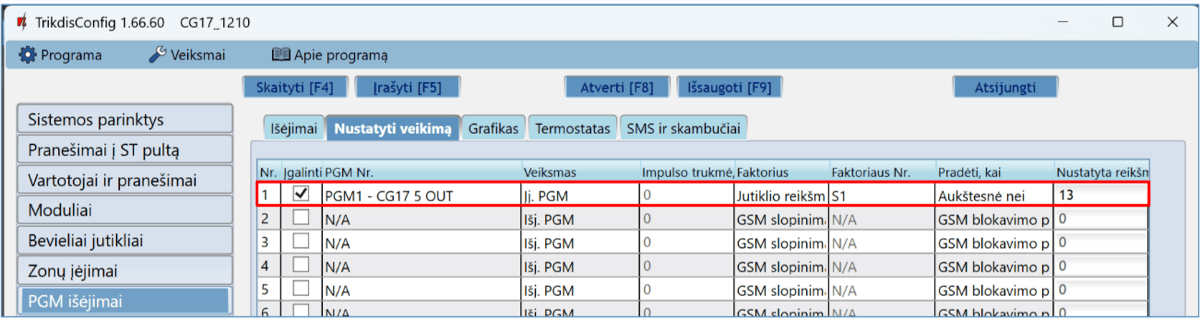 TrikdisConfig 1.66.60 CG17_1210
Programa Veiksmai Apie programą
Skaityti [F4] Įrašyti [F5] Atverti [F8] Išsaugoti [F9] Atsijungti
Sistemos parinktys
Pranešimai į ST pultą
Vartotojai ir pranešimai
Moduliai
Bevieliai jutikliai
Zonų įėjimai
PGM išėjimai
Išėjimai Nustatyti veikimą Grafikas Termostatas SMS ir skambučiai
Nr. Įgalinti PGM Nr. Veiksmas Impulso trukmė, Faktorius Faktoriaus Nr. Pradėti, kai Nustatyta reikšm
1 PGM1 - CG17 5 OUT Įj. PGM 0 Jutiklio reikšm S1 Aukštesnė nei 13
2 N/A Išj. PGM 0 GSM slopinim N/A GSM blokavimo p 0
3 N/A Išj. PGM 0 GSM slopinim N/A GSM blokavimo p 0
4 N/A Išj. PGM 0 GSM slopinim N/A GSM blokavimo p 0
5 N/A Išj. PGM 0 GSM slopinim N/A GSM blokavimo p 0
6 N/A Išj. PGM 0 GSM slopinim N/A GSM blokavimo p 0